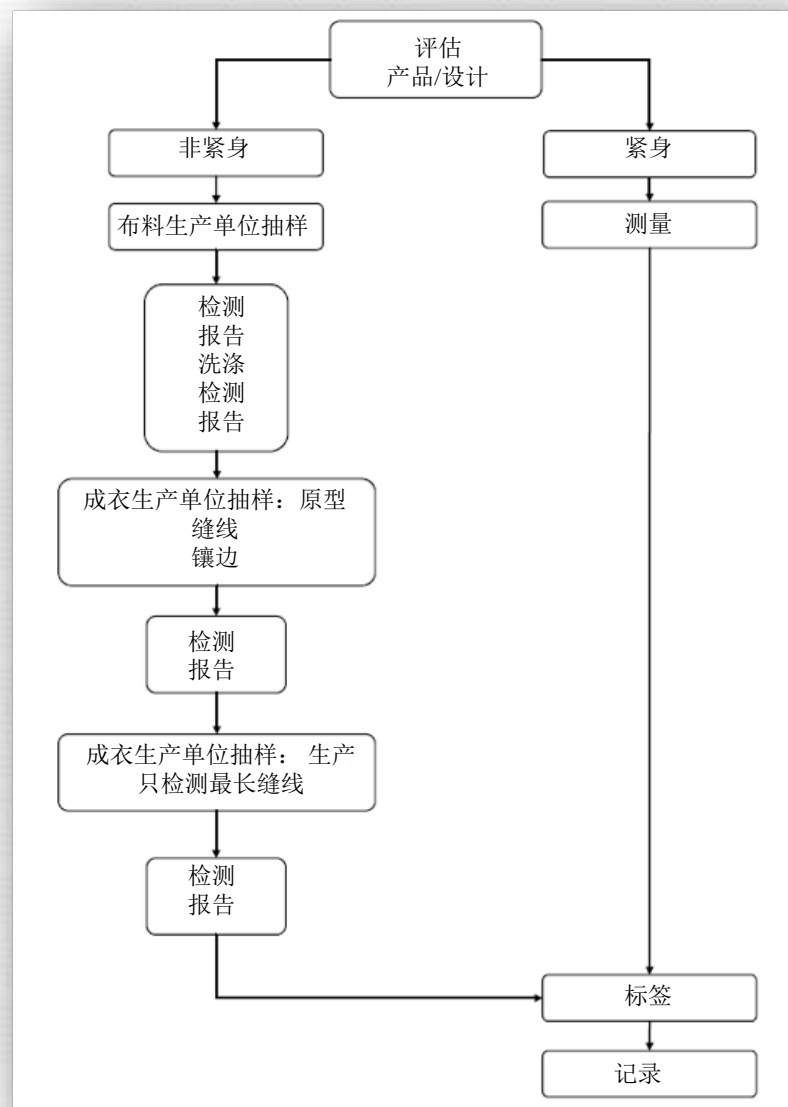 评估
产品/设计
非紧身
紧身
布料生产单位抽样
测量
检测
报告
洗涤
检测
报告
成衣生产单位抽样：原型
缝线
镶边
检测
报告
成衣生产单位抽样： 生产
只检测最长缝线
检测
报告
标签
记录